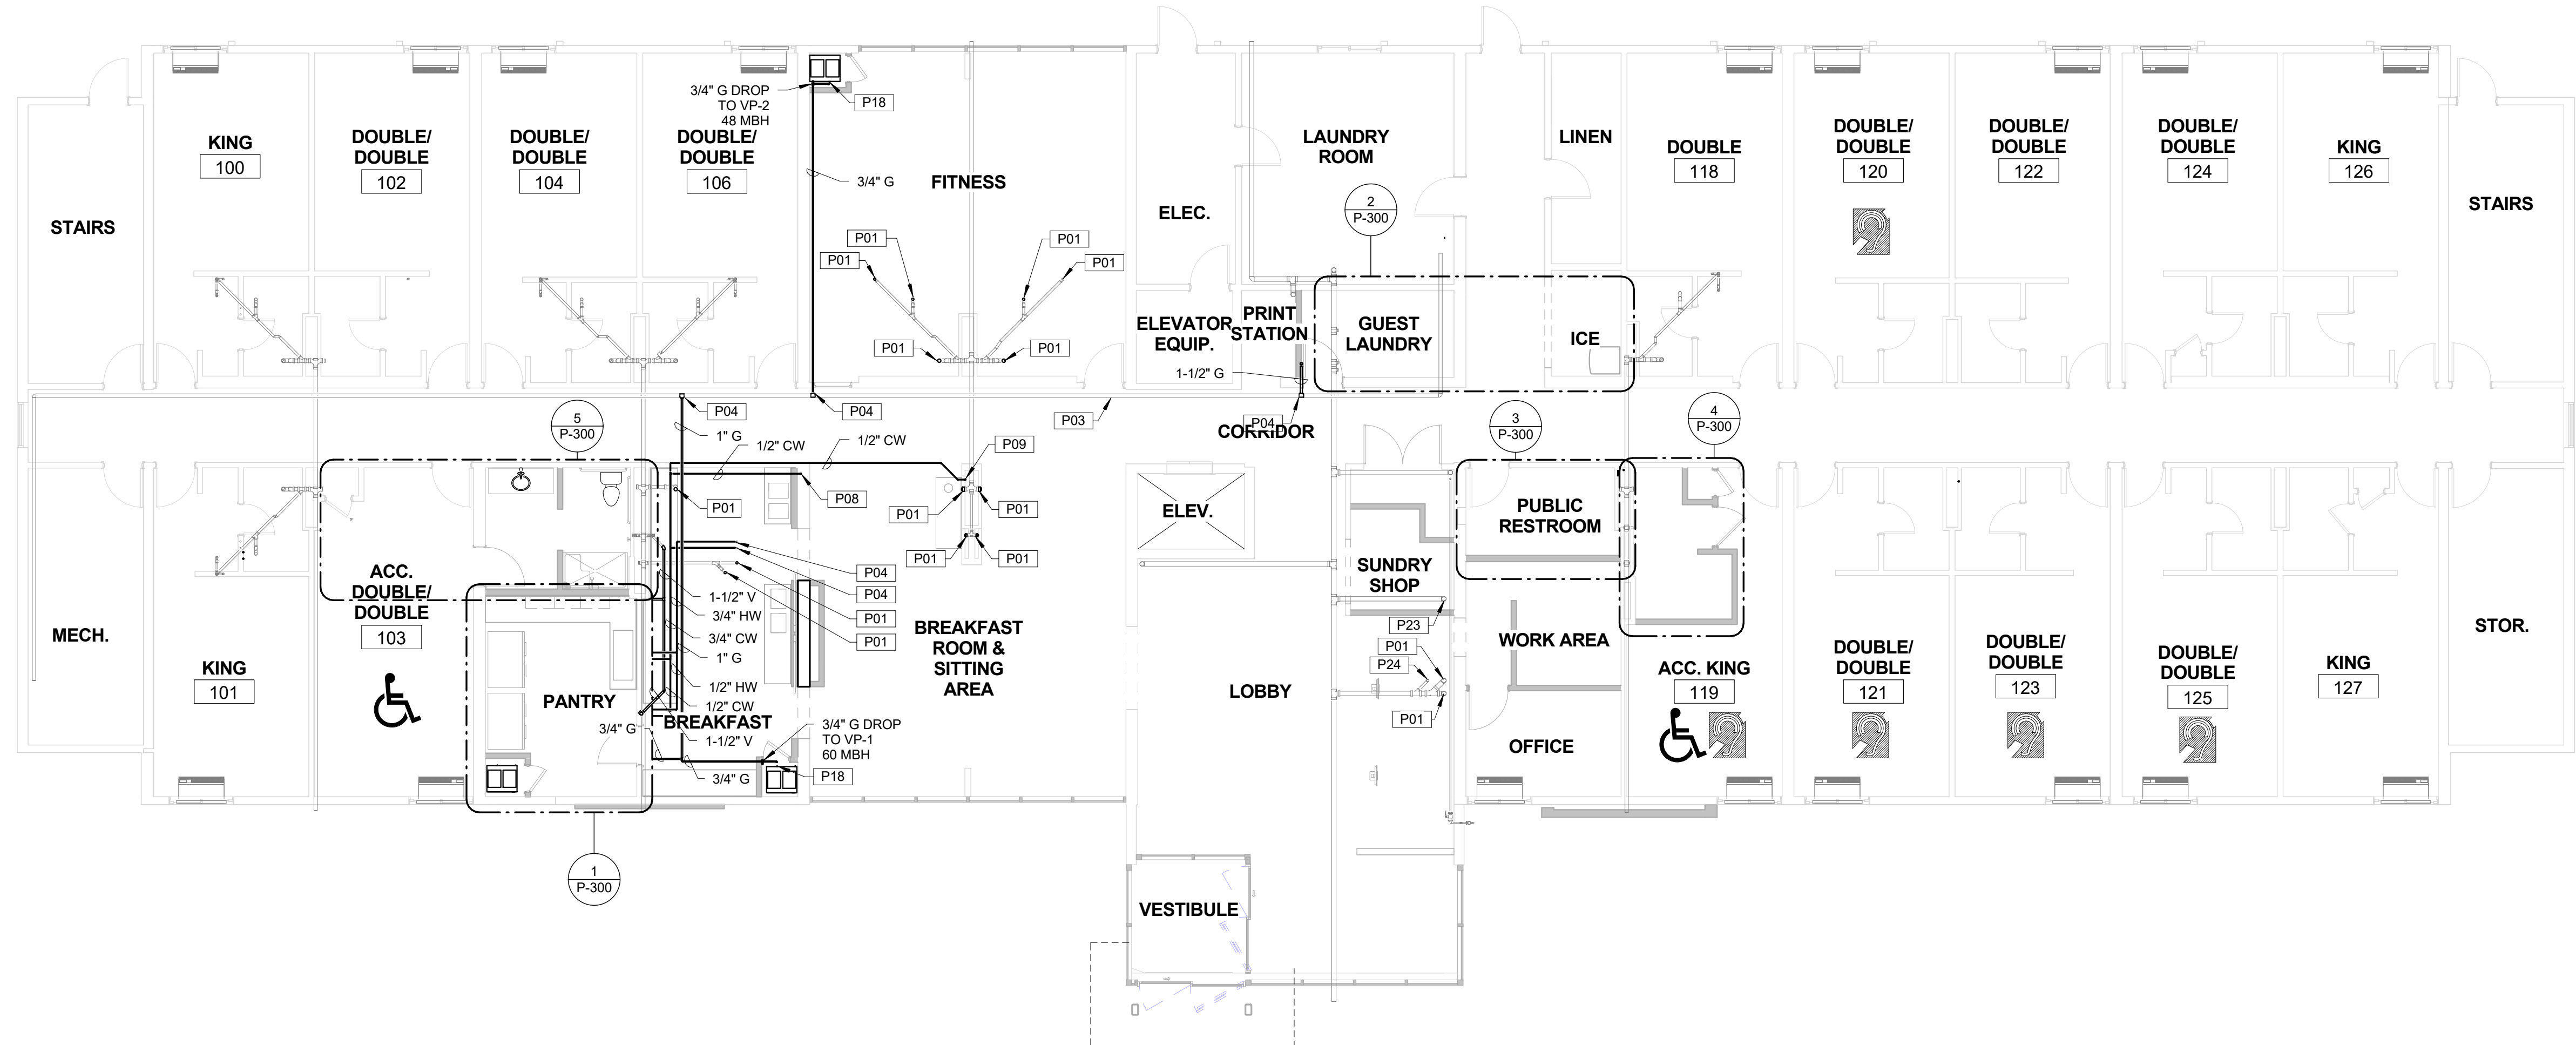 3/4" G DROP
TO VP-2
48 MBH
P18
KING
100
DOUBLE/
DOUBLE
102
DOUBLE/
DOUBLE
104
DOUBLE/
DOUBLE
106
3/4" G
FITNESS
LAUNDRY
ROOM
LINEN
DOUBLE
118
DOUBLE/
DOUBLE
120
DOUBLE/
DOUBLE
122
DOUBLE/
DOUBLE
124
KING
126
STAIRS
STAIRS
ELEC.
2
P-300
P01
P01
P01
P01
P01
P01
ELEVATOR
EQUIP.
PRINT
STATION
GUEST
LAUNDRY
ICE
1-1/2" G
5
P-300
P04
P04
P03
P04
CORRIDOR
3
P-300
4
P-300
1" G
1/2" CW
1/2" CW
P09
P08
P01
P01
P01
P01
P01
ELEV.
PUBLIC
RESTROOM
ACC.
DOUBLE/
DOUBLE
103
P04
P04
P01
P01
1-1/2" V
3/4" HW
3/4" CW
1" G
1/2" HW
1/2" CW
BREAKFAST
1-1/2" V
3/4" G
3/4" G
3/4" G DROP
TO VP-1
60 MBH
P18
BREAKFAST
ROOM &
SITTING
AREA
SUNDRY
SHOP
P23
P01
P24
P01
MECH.
KING
101
PANTRY
LOBBY
WORK AREA
OFFICE
ACC. KING
119
DOUBLE/
DOUBLE
121
DOUBLE/
DOUBLE
123
DOUBLE/
DOUBLE
125
KING
127
STOR.
1
P-300
VESTIBULE